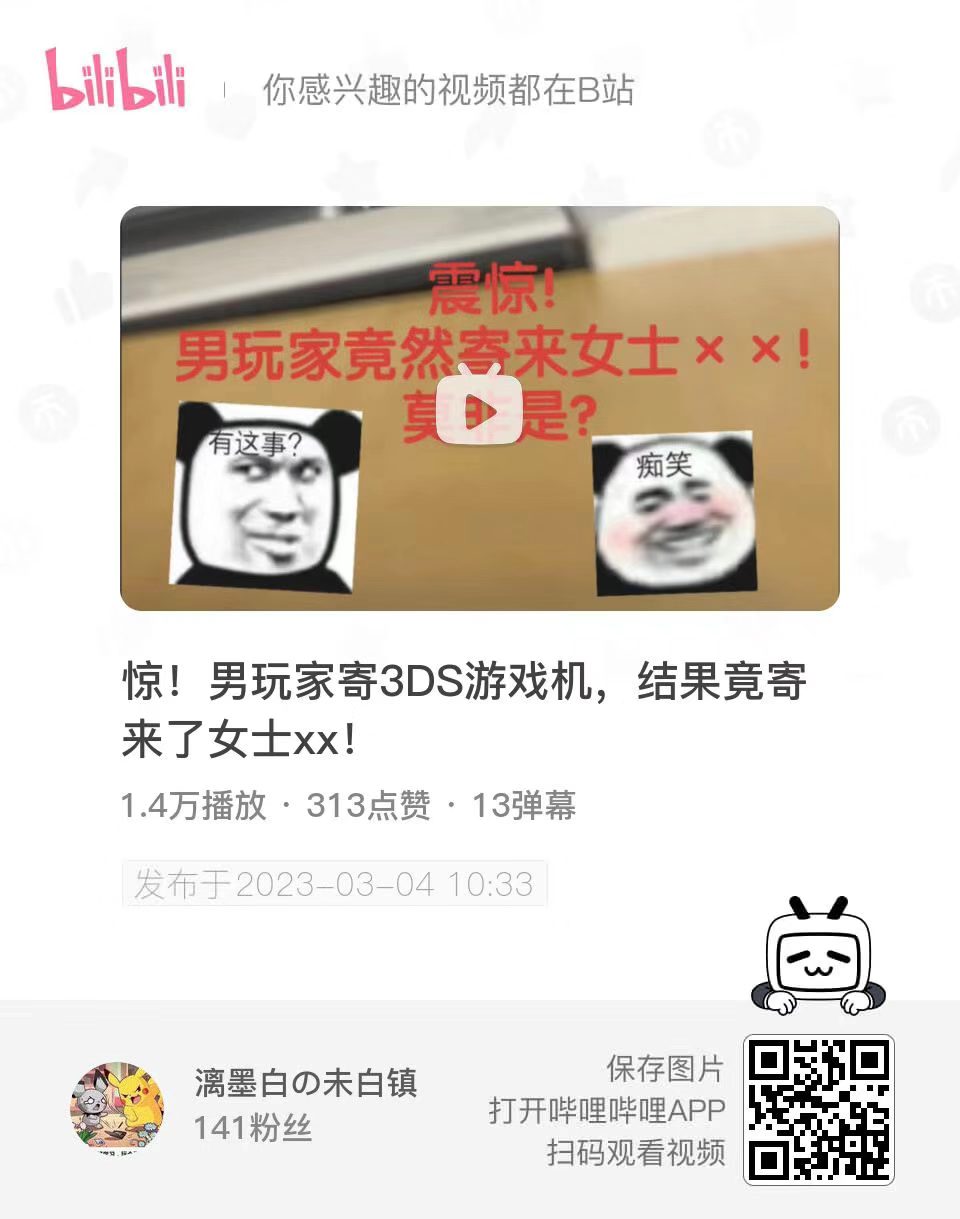 bilibili
你感兴趣的视频都在B站
震惊!
男玩家竟然寄来女士××!
莫非是?
有这事?
痴笑
惊！男玩家寄3DS游戏机，结果竟寄
来了女士xx！
1.4万播放 · 313点赞 · 13弹幕
发布于2023-03-04 10:33
漓墨白の未白镇
141粉丝
保存图片
打开哔哩哔哩APP
扫码观看视频